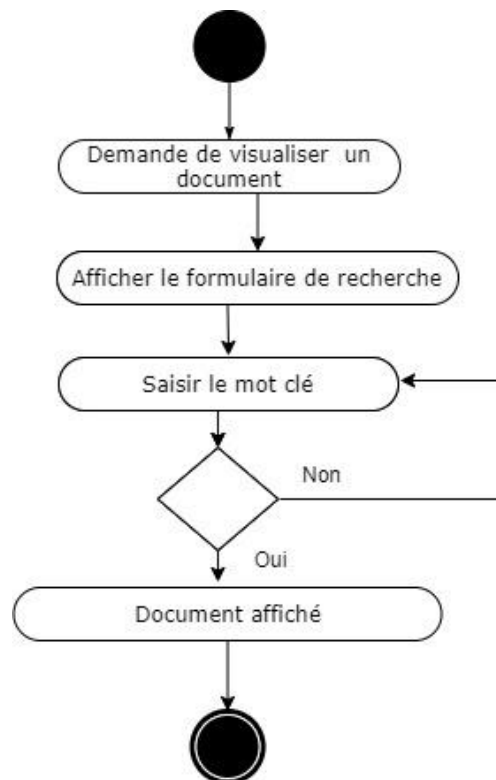 Demande de visualiser un
document
Afficher le formulaire de recherche
Saisir le mot clé
Non
Oui
Document affiché